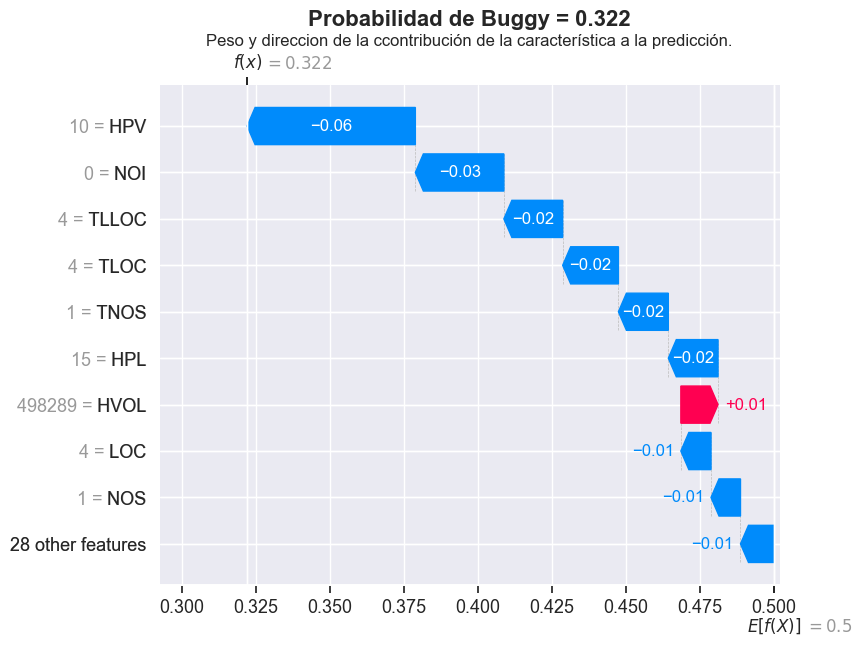 Probabilidad de Buggy = 0.322
Peso y direccion de la ccontribución de la característica a la predicción.
f(x) = 0.322
10 = HPV −0.06
0 = NOI −0.03
4 = TLLOC −0.02
4 = TLOC −0.02
1 = TNOS −0.02
15 = HPL −0.02
498289 = HVOL +0.01
4 = LOC −0.01
1 = NOS −0.01
28 other features −0.01
0.300 0.325 0.350 0.375 0.400 0.425 0.450 0.475 0.500
E[f(X)] = 0.5